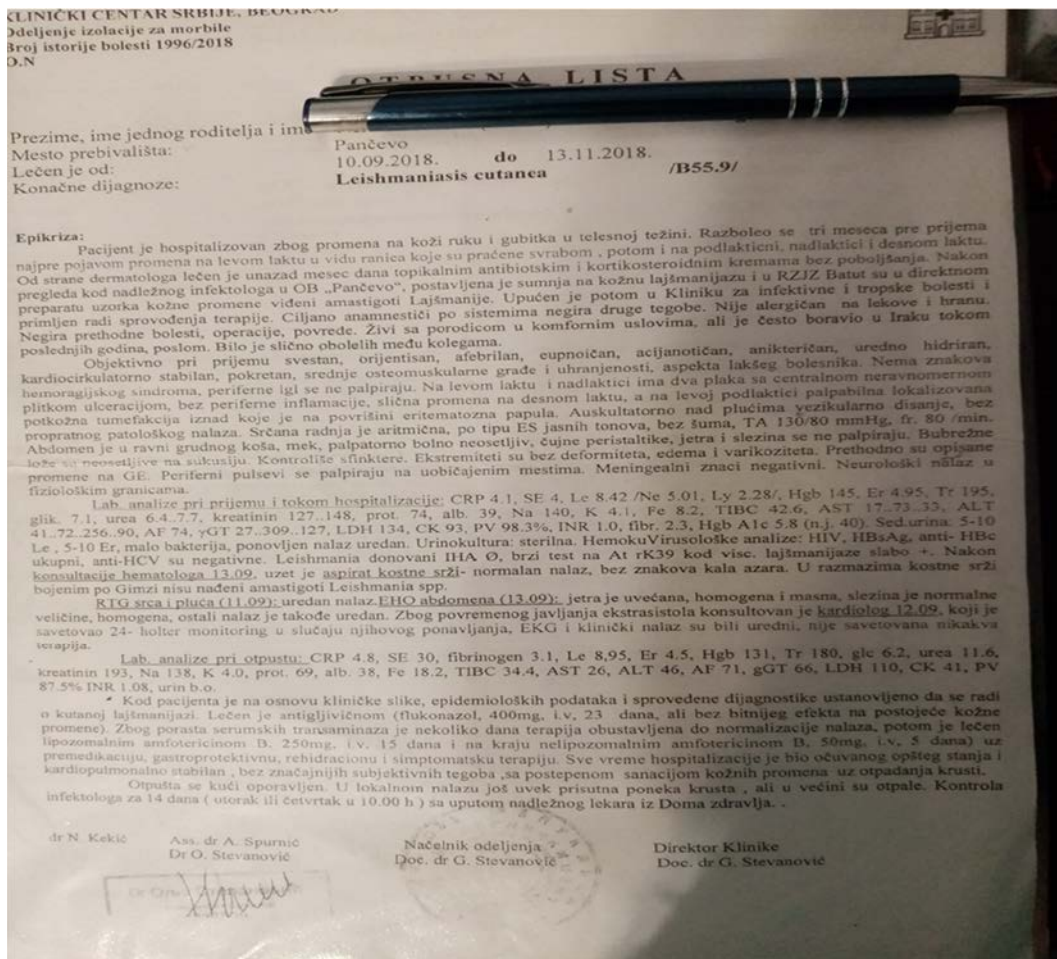 KLINIČKI CENTAR SRBIJE, BEOGRAD
Odeljenje izolacije za morbile
Broj istorije bolesti 1996/2018
O.N
OTPUSNA LISTA
Prezime, ime jednog roditelja i ime
Mesto prebivališta: Pančevo
Lečen je od: 10.09.2018. do 13.11.2018.
Konačne dijagnoze: Leishmaniasis cutanea /B55.9/
Epikriza:
Pacijent je hospitalizovan zbog promena na koži ruku i gubitka u telesnoj težini. Razboleo se tri meseca pre prijema
najpre pojavom promena na levom laktu u vidu ranica koje su praćene svrabom , potom i na podlakticni, nadlaktici i desnom laktu.
Od strane dermatologa lečen je unazad mesec dana topikalnim antibiotskim i kortikosteroidnim kremama bez poboljšanja. Nakon
pregleda kod nadležnog infektologa u OB „Pančevo“, postavljena je sumnja na kožnu lajšmanijazu i u RZJZ Batut su u direktnom
preparatu uzorka kožne promene viđeni amastigoti Lajšmanije. Upućen je potom u Kliniku za infektivne i tropske bolesti i
primljen radi sprovođenja terapije. Ciljano anamnestiči po sistemima negira druge tegobe. Nije alergičan na lekove i hranu.
Negira prethodne bolesti, operacije, povrede. Živi sa porodicom u komfornim uslovima, ali je često boravio u Iraku tokom
poslednjih godina, poslom. Bilo je slično obolelih među kolegama.
Objektivno pri prijemu svestan, orijentisan, afebrilan, eupnoičan, acijanotičan, anikteričan, uredno hidriran,
kardiocirkulatorno stabilan, pokretan, srednje osteomuskularne građe i uhranjenosti, aspekta lakšeg bolesnika. Nema znakova
hemoragijskog sindroma, periferne lgl se ne palpiraju. Na levom laktu i nadlaktici ima dva plaka sa centralnom neravnomernom
plitkom ulceracijom, bez periferne inflamacije, slična promena na desnom laktu, a na levoj podlaktici palpabilna lokalizovana
potkožna tumefakcija iznad koje je na površini eritematozna papula. Auskultatorno nad plućima vezikularno disanje, bez
propratnog patološkog nalaza. Srčana radnja je aritmična, po tipu ES jasnih tonova, bez šuma, TA 130/80 mmHg, fr. 80 /min.
Abdomen je u ravni grudnog koša, mek, palpatorno bolno neosetljiv, čujne peristaltike, jetra i slezina se ne palpiraju. Bubrežne
lože su neosetljive na sukusiju. Kontroliše sfinktere. Ekstremiteti su bez deformiteta, edema i varikoziteta. Prethodno su opisane
promene na GE. Periferni pulsevi se palpiraju na uobičajenim mestima. Meningealni znaci negativni. Neurološki nalaz u
fiziološkim granicama.
Lab. analize pri prijemu i tokom hospitalizacije: CRP 4.1, SE 4, Le 8.42 /Ne 5.01, Ly 2.28/, Hgb 145, Er 4.95, Tr 195,
glik. 7.1, urea 6.4..7.7, kreatinin 127..148, prot. 74, alb. 39, Na 140, K 4.1, Fe 8.2, TIBC 42.6, AST 17..73..33, ALT
41..72..256..90, AF 74, γGT 27..309..127, LDH 134, CK 93, PV 98.3%, INR 1.0, fibr. 2.3, Hgb A1c 5.8 (n.j. 40). Sed.urina: 5-10
Le , 5-10 Er, malo bakterija, ponovljen nalaz uredan. Urinokultura: sterilna. HemokuVirusološke analize: HIV, HBsAg, anti- HBc
ukupni, anti-HCV su negativne. Leishmania donovani IHA Ø, brzi test na At rK39 kod visc. lajšmanijaze slabo +. Nakon
konsultacije hematologa 13.09. uzet je aspirat kostne srži- normalan nalaz, bez znakova kala azara. U razmazima kostne srži
bojenim po Gimzi nisu nađeni amastigoti Leishmania spp.
RTG srca i pluća (11.09): uredan nalaz.EHO abdomena (13.09): jetra je uvećana, homogena i masna, slezina je normalne
veličine, homogena, ostali nalaz je takođe uredan. Zbog povremenog javljanja ekstrasistola konsultovan je kardiolog 12.09. koji je
savetovao 24- holter monitoring u slučaju njihovog ponavljanja, EKG i klinički nalaz su bili uredni, nije savetovana nikakva
terapija.
Lab. analize pri otpustu: CRP 4.8, SE 30, fibrinogen 3.1, Le 8,95, Er 4.5, Hgb 131, Tr 180, glc 6.2, urea 11.6,
kreatinin 193, Na 138, K 4.0, prot. 69, alb. 38, Fe 18.2, TIBC 34.4, AST 26, ALT 46, AF 71, gGT 66, LDH 110, CK 41, PV
87.5% INR 1.08, urin b.o.
Kod pacijenta je na osnovu kliničke slike, epidemioloških podataka i sprovedene dijagnostike ustanovljeno da se radi
o kutanoj lajšmanijazi. Lečen je antigljivičnom (flukonazol, 400mg, i.v, 23 dana, ali bez bitnijeg efekta na postojeće kožne
promene). Zbog porasta serumskih transaminaza je nekoliko dana terapija obustavljena do normalizacije nalaza, potom je lečen
lipozomalnim amfotericinom B, 250mg. i.v. 15 dana i na kraju nelipozomalnim amfotericinom B, 50mg. i.v, 5 dana) uz
premedikaciju, gastroprotektivnu, rehidracionu i simptomatsku terapiju. Sve vreme hospitalizacije je bio očuvanog opšteg stanja i
kardiopulmonalno stabilan , bez značajnijih subjektivnih tegoba ,sa postepenom sanacijom kožnih promena uz otpadanja krusti.
Otpušta se kući oporavljen. U lokalnom nalazu još uvek prisutna poneka krusta , ali u većini su otpale. Kontrola
infektologa za 14 dana ( utorak ili četvrtak u 10.00 h ) sa uputom nadležnog lekara iz Doma zdravlja. .
dr N. Kekić Ass. dr A. Spurnić Načelnik odeljenja Direktor Klinike
Dr O. Stevanović Doc. dr G. Stevanović Doc. dr G. Stevanović